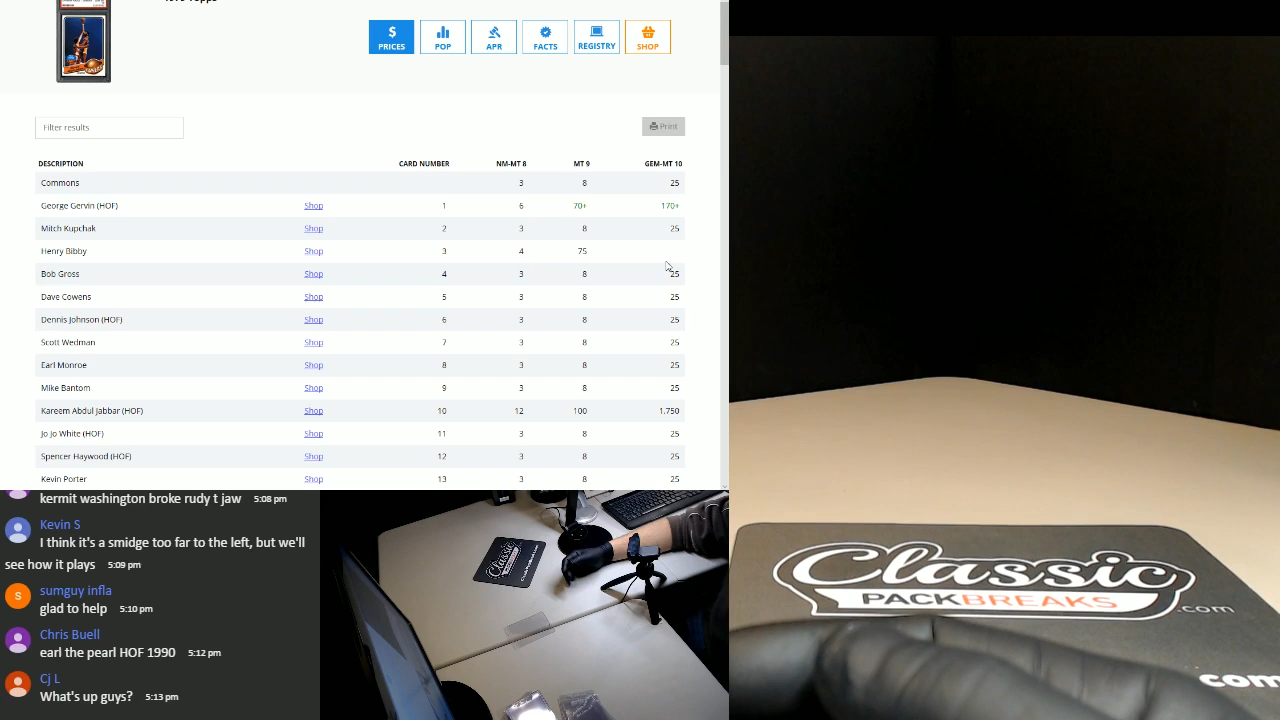 PRICES
POP
APR
FACTS
REGISTRY
SHOP
Filter results
Print
DESCRIPTION CARD NUMBER NM-MT 8 MT 9 GEM-MT 10
Commons 3 8 25
George Gervin (HOF) Shop 1 6 70+ 170+
Mitch Kupchak Shop 2 3 8 25
Henry Bibby Shop 3 4 75
Bob Gross Shop 4 3 8 25
Dave Cowens Shop 5 3 8 25
Dennis Johnson (HOF) Shop 6 3 8 25
Scott Wedman Shop 7 3 8 25
Earl Monroe Shop 8 3 8 25
Mike Bantom Shop 9 3 8 25
Kareem Abdul Jabbar (HOF) Shop 10 12 100 1,750
Jo Jo White (HOF) Shop 11 3 8 25
Spencer Haywood (HOF) Shop 12 3 8 25
Kevin Porter Shop 13 3 8 25
kermit washington broke rudy t jaw 5:08 pm
Kevin S
I think it's a smidge too far to the left, but we'll
see how it plays 5:09 pm
S
sumguy infla
glad to help 5:10 pm
Chris Buell
earl the pearl HOF 1990 5:12 pm
Cj L
What's up guys? 5:13 pm
Classic
PACKBREAKS
.com
com